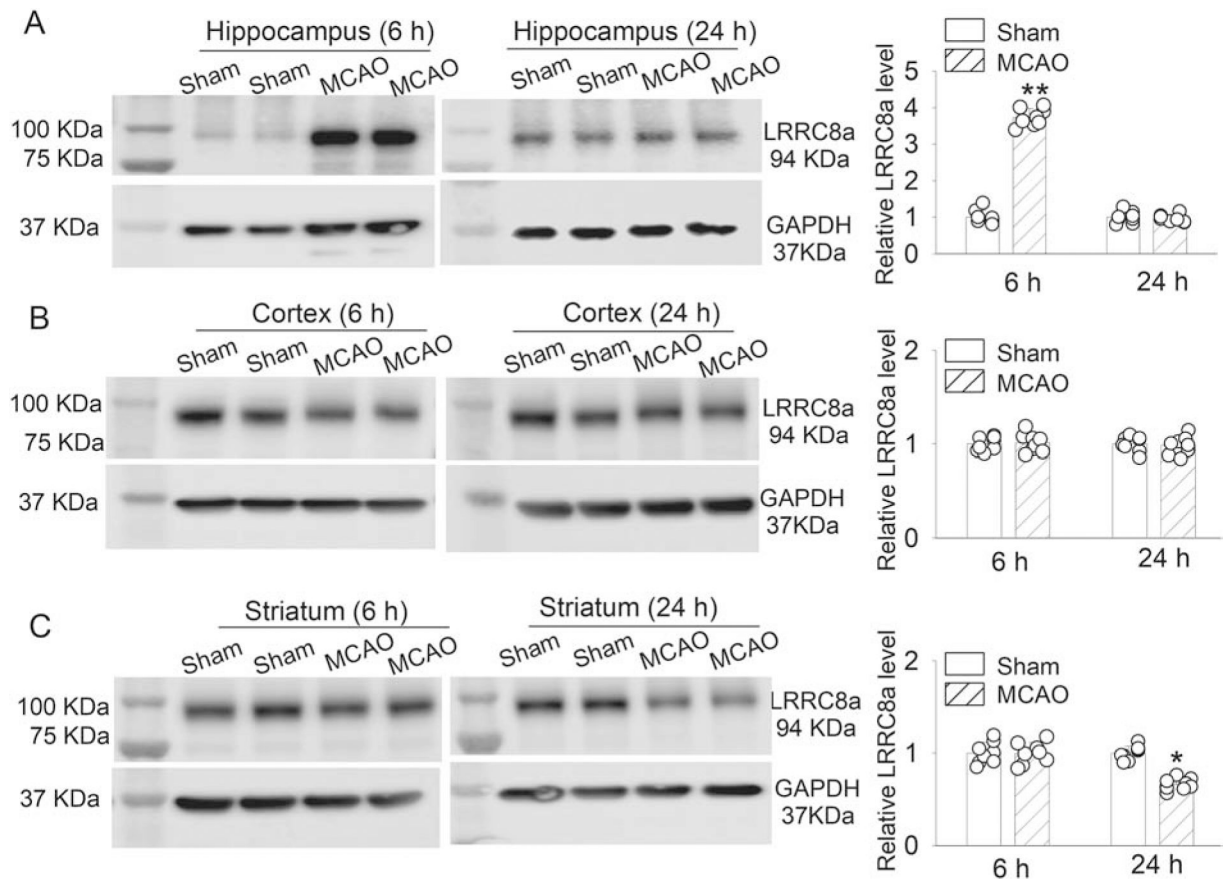 A
Hippocampus (6 h)
Sham
Sham
MCAO
MCAO
100 KDa
75 KDa
37 KDa
Hippocampus (24 h)
Sham
Sham
MCAO
MCAO
LRRC8a
94 KDa
GAPDH
37KDa
Sham
MCAO
Relative LRRC8a level
5
4
3
2
1
0
**
6 h
24 h
B
Cortex (6 h)
Sham
Sham
MCAO
MCAO
100 KDa
75 KDa
37 KDa
Cortex (24 h)
Sham
Sham
MCAO
MCAO
LRRC8a
94 KDa
GAPDH
37KDa
Sham
MCAO
Relative LRRC8a level
2
1
0
6 h
24 h
C
Striatum (6 h)
Sham
Sham
MCAO
MCAO
100 KDa
75 KDa
37 KDa
Striatum (24 h)
Sham
Sham
MCAO
MCAO
LRRC8a
94 KDa
GAPDH
37KDa
Sham
MCAO
Relative LRRC8a level
2
1
0
*
6 h
24 h